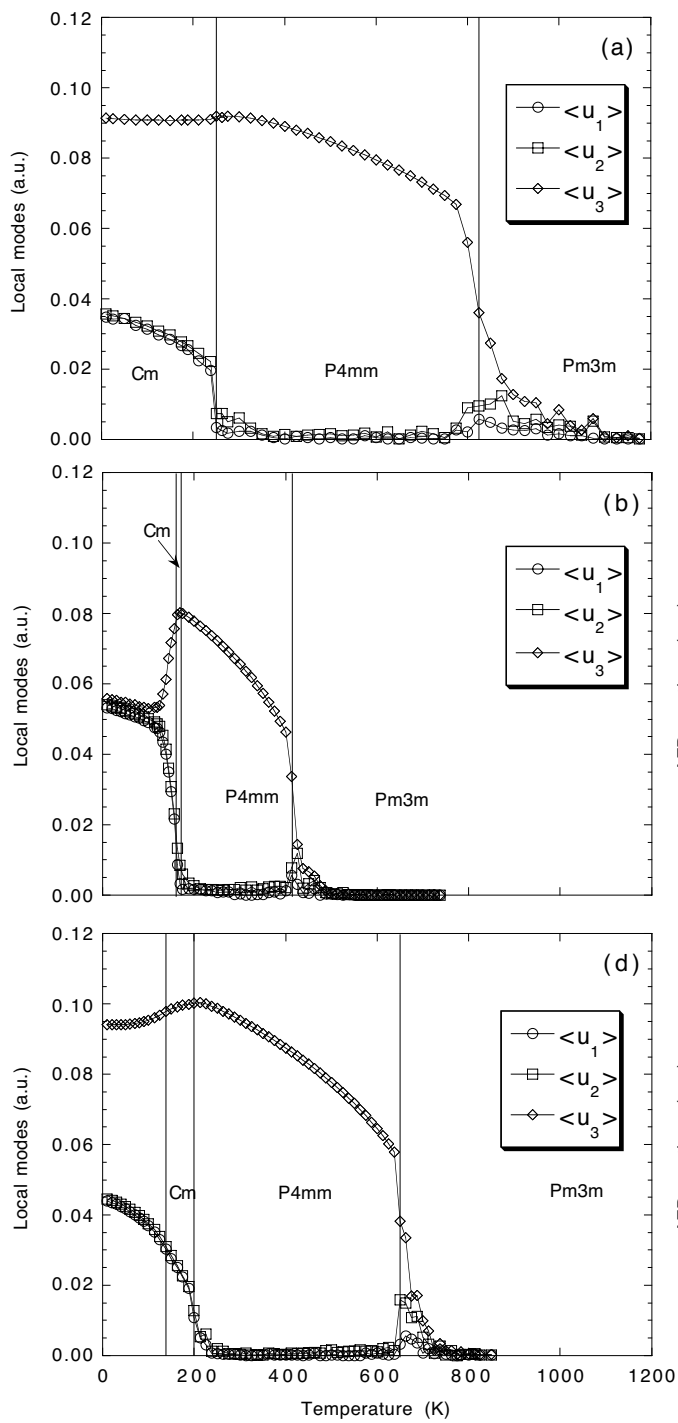 0.12
(a)
0.10
<u1>
<u2>
0.08
<u3>
0.06
Local modes (a.u.)
0.04
Cm
P4mm
Pm3m
0.02
0.00
0.12
(b)
Cm
0.10
<u1>
<u2>
0.08
<u3>
0.06
Local modes (a.u.)
0.04
P4mm
Pm3m
0.02
0.00
0.12
(d)
0.10
<u1>
<u2>
0.08
<u3>
0.06
Local modes (a.u.)
Cm
P4mm
Pm3m
0.04
0.02
0.00
0 200 400 600 800 1000 1200
Temperature (K)